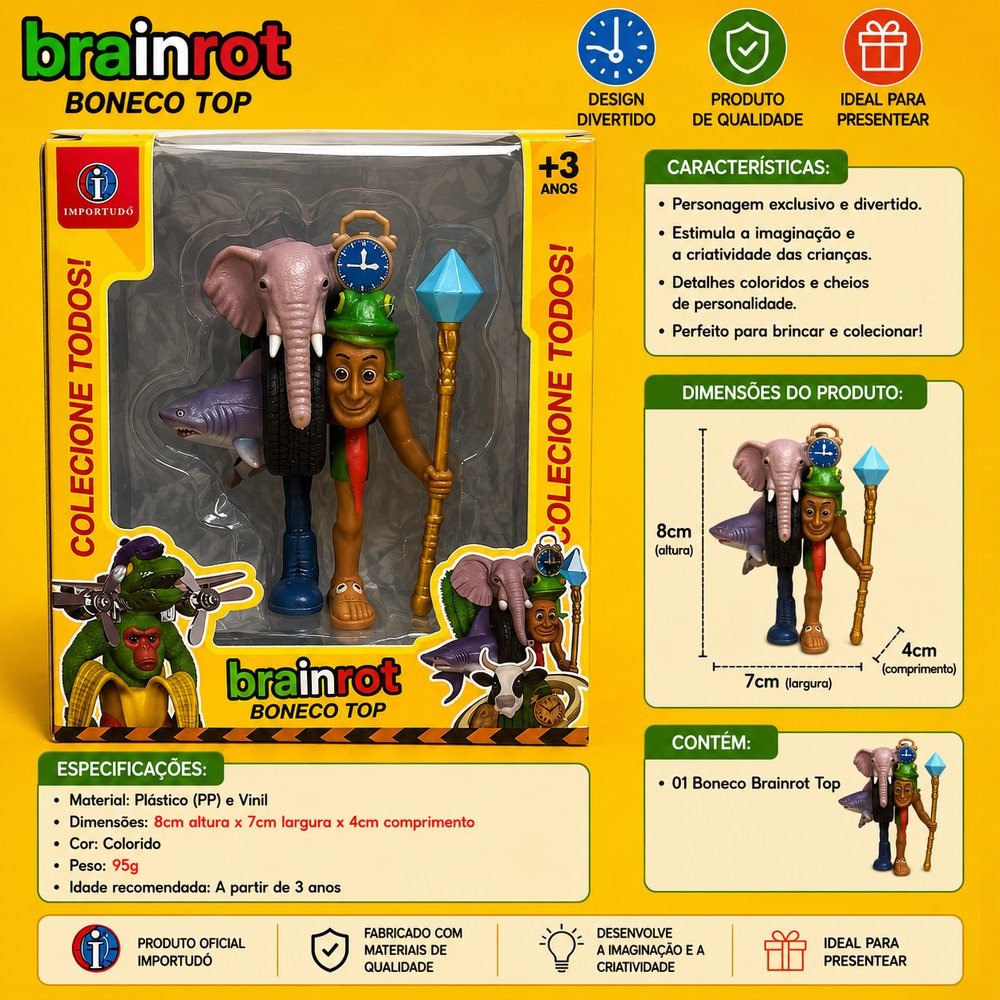 brainrot
BONECO TOP
DESIGN
DIVERTIDO
PRODUTO
DE QUALIDADE
IDEAL PARA
PRESENTEAR
IMPORTUDÓ
+3
ANOS
COLECIONE TODOS!
COLECIONE TODOS!
brainrot
BONECO TOP
CARACTERÍSTICAS:
• Personagem exclusivo e divertido.
• Estimula a imaginação e
a criatividade das crianças.
• Detalhes coloridos e cheios
de personalidade.
• Perfeito para brincar e colecionar!
DIMENSÕES DO PRODUTO:
8cm
(altura)
7cm (largura)
4cm
(comprimento)
CONTÉM:
• 01 Boneco Brainrot Top
ESPECIFICAÇÕES:
• Material: Plástico (PP) e Vinil
• Dimensões: 8cm altura x 7cm largura x 4cm comprimento
• Cor: Colorido
• Peso: 95g
• Idade recomendada: A partir de 3 anos
PRODUTO OFICIAL
IMPORTUDÓ
FABRICADO COM
MATERIAIS DE
QUALIDADE
DESENVOLVE
A IMAGINAÇÃO E A
CRIATIVIDADE
IDEAL PARA
PRESENTEAR